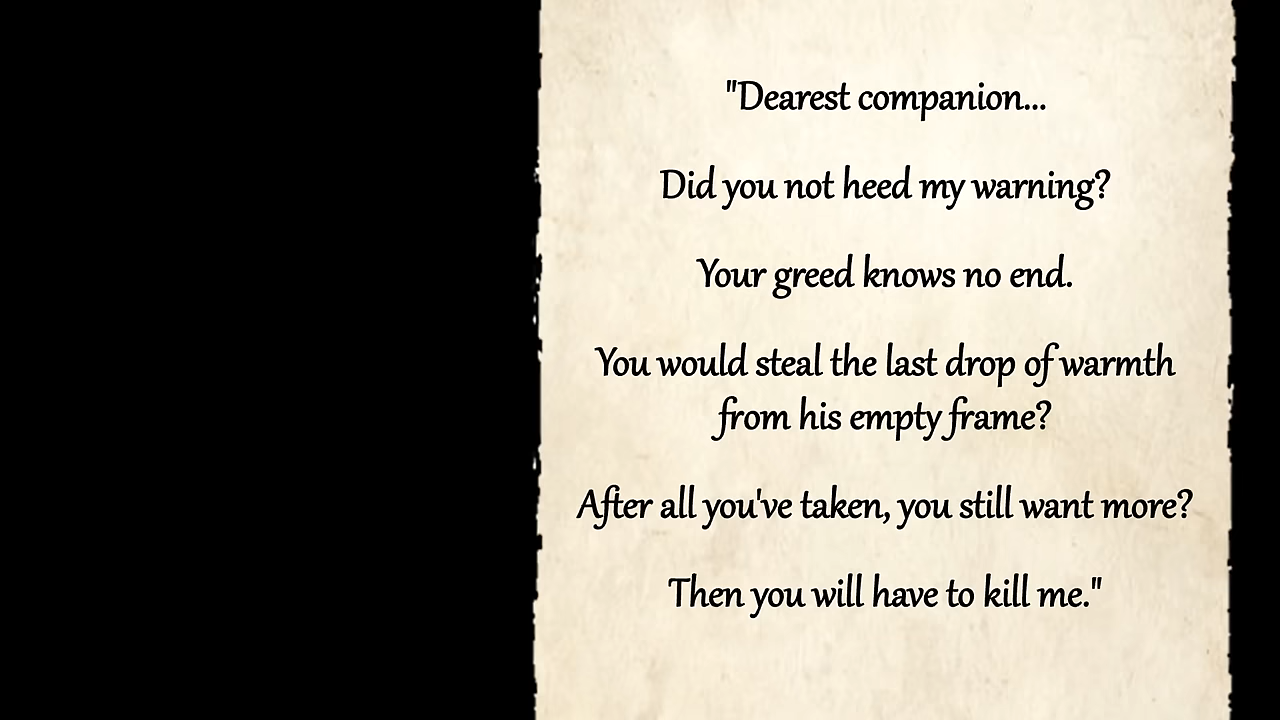 "Dearest companion...
Did you not heed my warning?
Your greed knows no end.
You would steal the last drop of warmth
from his empty frame?
After all you've taken, you still want more?
Then you will have to kill me."